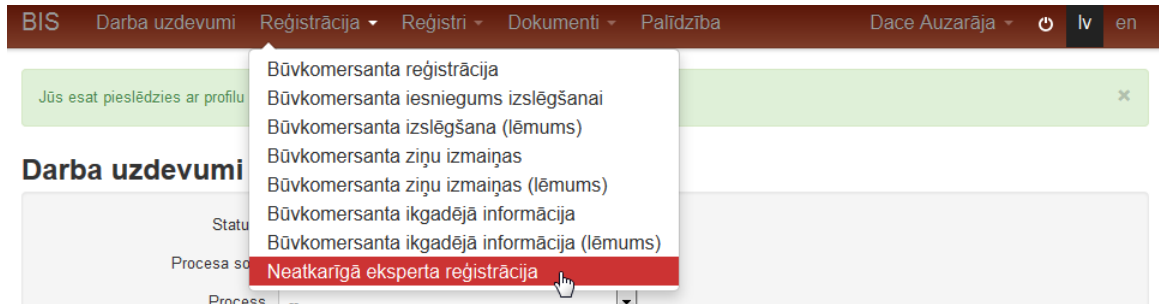 BIS Darba uzdevumi Reģistrācija Reģistri Dokumenti Palīdzība Dace Auzarāja lv en
Jūs esat pieslēdzies ar profilu
Būvkomersanta reģistrācija
Būvkomersanta iesniegums izslēgšanai
Būvkomersanta izslēgšana (lēmums)
Būvkomersanta ziņu izmaiņas
Būvkomersanta ziņu izmaiņas (lēmums)
Būvkomersanta ikgadējā informācija
Būvkomersanta ikgadējā informācija (lēmums)
Neatkarīgā eksperta reģistrācija
Darba uzdevumi
Statu
Procesa so
Process --